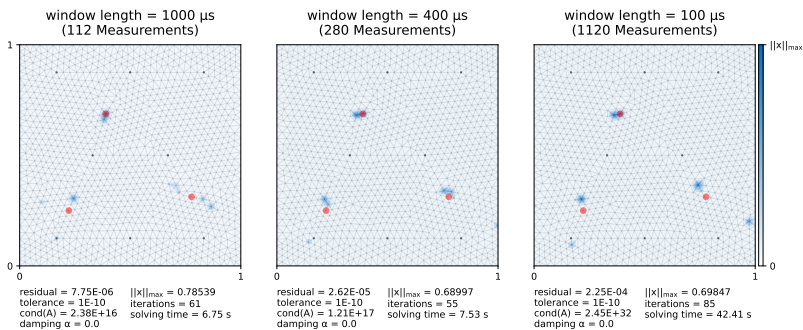 window length = 1000 µs
(112 Measurements)
window length = 400 µs
(280 Measurements)
window length = 100 µs
(1120 Measurements)
1
||x||max
0
0
1
0
1
0
1
0
residual = 7.75E-06
tolerance = 1E-10
cond(A) = 2.38E+16
damping α = 0.0
||x||max = 0.78539
iterations = 61
solving time = 6.75 s
residual = 2.62E-05
tolerance = 1E-10
cond(A) = 1.21E+17
damping α = 0.0
||x||max = 0.68997
iterations = 55
solving time = 7.53 s
residual = 2.25E-04
tolerance = 1E-10
cond(A) = 2.45E+32
damping α = 0.0
||x||max = 0.69847
iterations = 85
solving time = 42.41 s